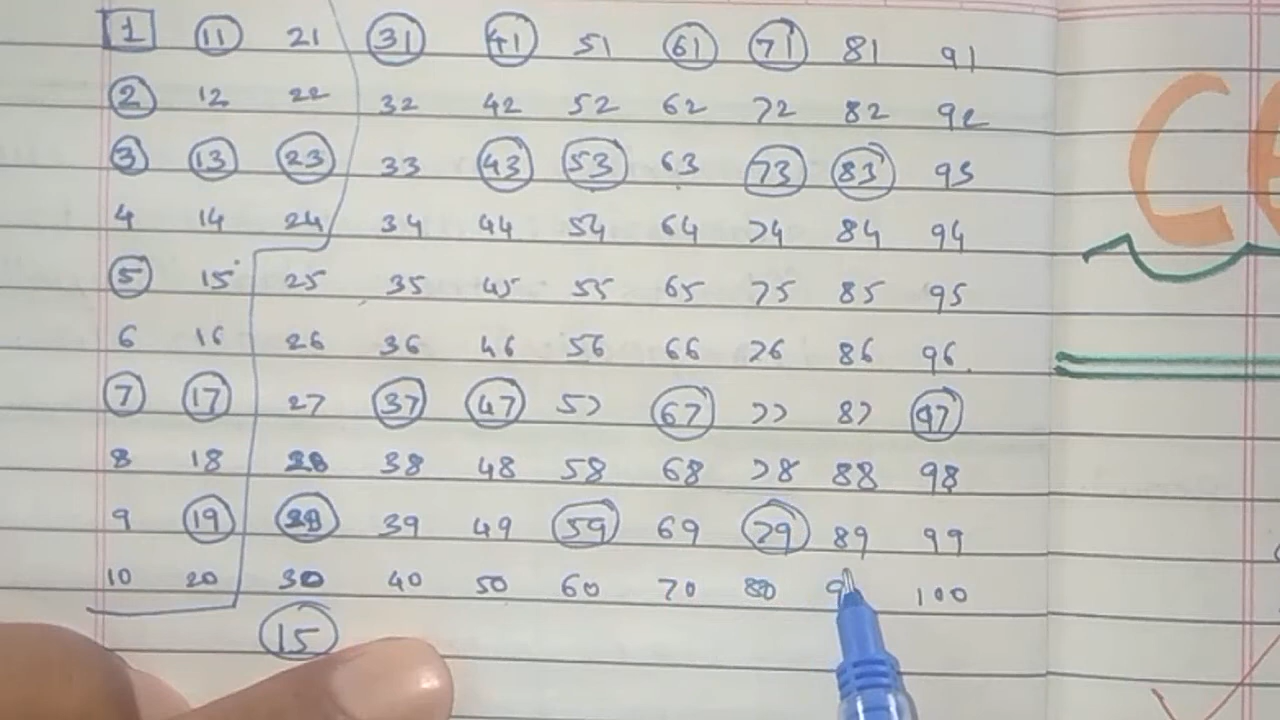 1 11 21 31 41 51 61 71 81 91
2 12 22 32 42 52 62 72 82 92
3 13 23 33 43 53 63 73 83 93
4 14 24 34 44 54 64 74 84 94
5 15 25 35 45 55 65 75 85 95
6 16 26 36 46 56 66 76 86 96
7 17 27 37 47 57 67 77 87 97
8 18 28 38 48 58 68 78 88 98
9 19 29 39 49 59 69 79 89 99
10 20 30 40 50 60 70 80 100
15